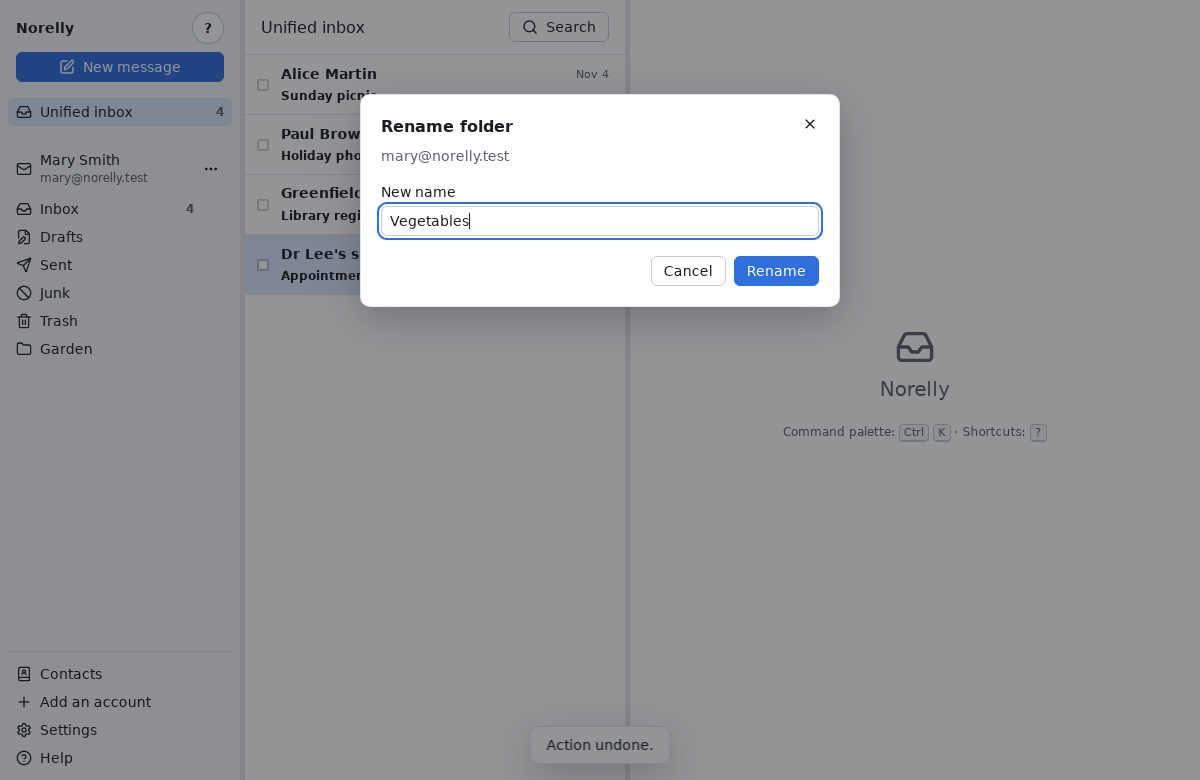 Norelly
?
New message
Unified inbox 4
Mary Smith
mary@norelly.test
Inbox 4
Drafts
Sent
Junk
Trash
Garden
Contacts
Add an account
Settings
Help
Unified inbox
Search
Alice Martin Nov 4
Sunday picnic
Paul Brow
Holiday pho
Greenfield
Library regi
Dr Lee's s
Appointmen
Rename folder
mary@norelly.test
New name
Vegetables
Cancel
Rename
Norelly
Command palette: Ctrl K · Shortcuts: ?
Action undone.